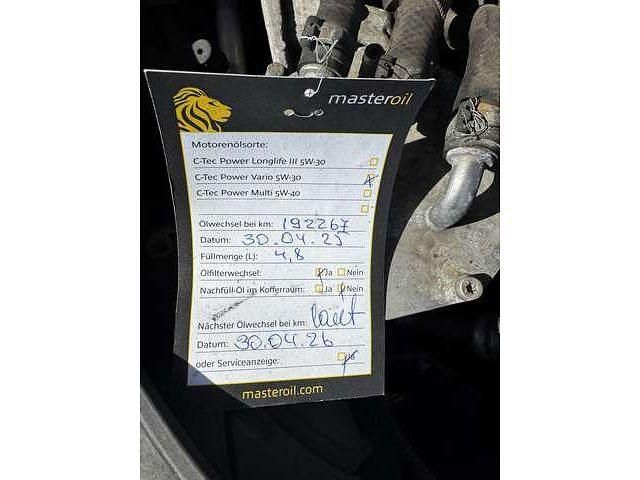 masteroil
Motorenölsorte:
C-Tec Power Longlife III 5W-30
C-Tec Power Vario 5W-30
C-Tec Power Multi 5W-40
Ölwechsel bei km: 192267
Datum: 30.04.25
Füllmenge (L): 4,8
Ölfilterwechsel: Ja Nein
Nachfüll-Öl im Kofferraum: Ja Nein
Nächster Ölwechsel bei km:
Datum: 30.04.26
oder Serviceanzeige: Ja
masteroil.com